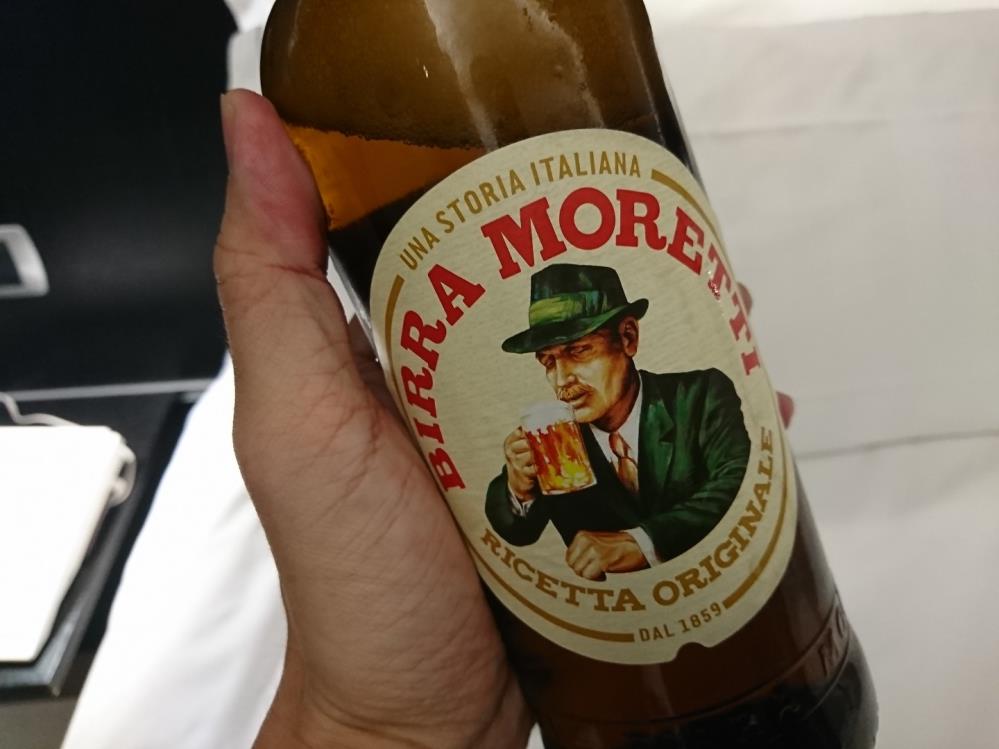 UNA STORIA ITALIANA
BIRRA MORETTI
RICETTA ORIGINALE
DAL 1859